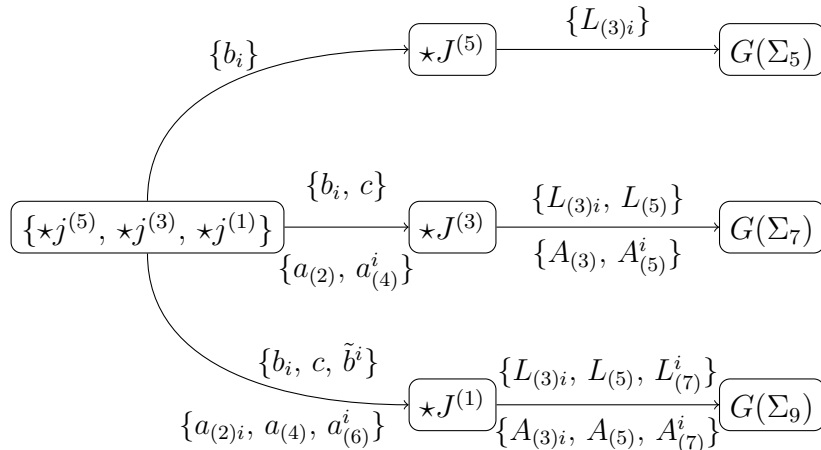 {L_{(3)i}}
{b_i} ⋆J^{(5)} G(Σ_5)
{b_i, c} {L_{(3)i}, L_{(5)}}
{⋆j^{(5)}, ⋆j^{(3)}, ⋆j^{(1)}} ⋆J^{(3)} G(Σ_7)
{a_{(2)}, a^i_{(4)}} {A_{(3)}, A^i_{(5)}}
{b_i, c, \tilde{b}^i} {L_{(3)i}, L_{(5)}, L^i_{(7)}}
⋆J^{(1)} G(Σ_9)
{a_{(2)i}, a_{(4)}, a^i_{(6)}} {A_{(3)i}, A_{(5)}, A^i_{(7)}}